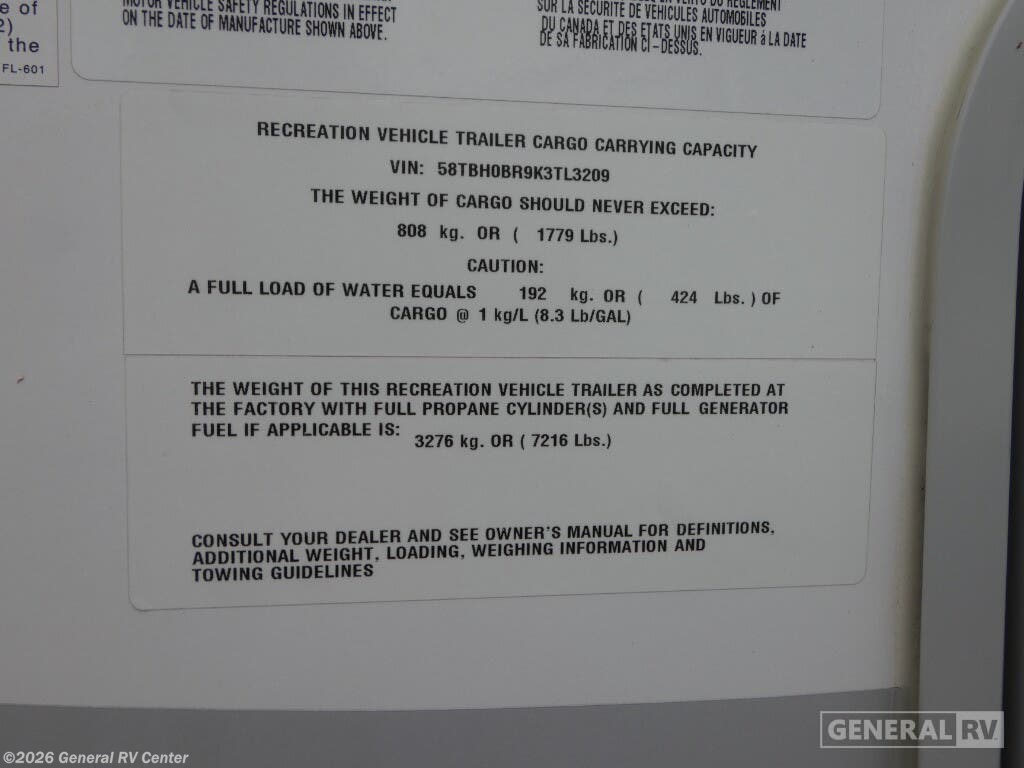 e of
2)
the
FL-601
MOTOR VEHICLE SAFETY REGULATIONS IN EFFECT
ON THE DATE OF MANUFACTURE SHOWN ABOVE.
EN VERTU DU RÈGLEMENT
SUR LA SÉCURITÉ DE VÉHICULES AUTOMOBILES
DU CANADA ET DES ETATS UNIS EN VIGUEUR á LA DATE
DE SA FABRICATION CI-DESSUS.
RECREATION VEHICLE TRAILER CARGO CARRYING CAPACITY
VIN: 58TBH0BR9K3TL3209
THE WEIGHT OF CARGO SHOULD NEVER EXCEED:
808 kg. OR ( 1779 Lbs.)
CAUTION:
A FULL LOAD OF WATER EQUALS 192 kg. OR ( 424 Lbs. ) OF
CARGO @ 1 kg/L (8.3 Lb/GAL)
THE WEIGHT OF THIS RECREATION VEHICLE TRAILER AS COMPLETED AT
THE FACTORY WITH FULL PROPANE CYLINDER(S) AND FULL GENERATOR
FUEL IF APPLICABLE IS: 3276 kg. OR ( 7216 Lbs.)
CONSULT YOUR DEALER AND SEE OWNER'S MANUAL FOR DEFINITIONS,
ADDITIONAL WEIGHT, LOADING, WEIGHING INFORMATION AND
TOWING GUIDELINES
GENERAL RV
©2026 General RV Center